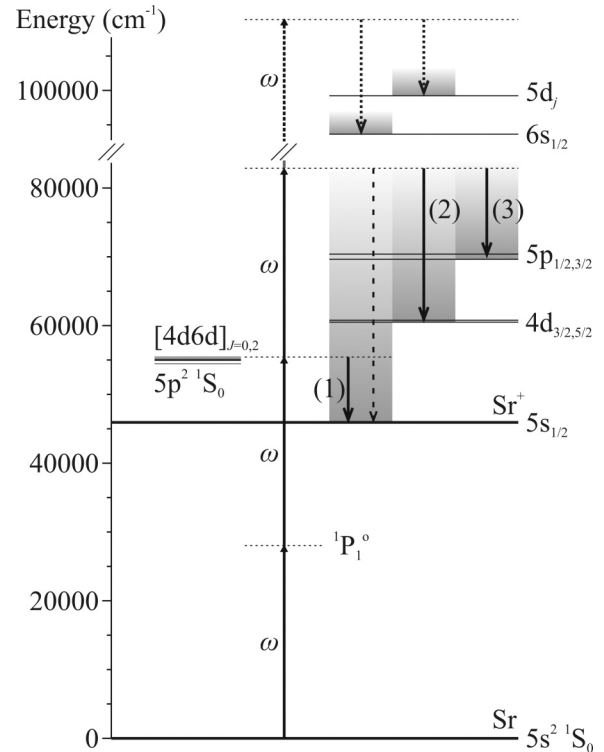 Energy (cm⁻¹)
100000
ω
5dⱼ
6s₁/₂
80000
(2)
(3)
ω
5p₁/₂,₃/₂
60000
4d₃/₂,₅/₂
[4d6d]J=0,2
5p² ¹S₀
(1)
Sr⁺
5s₁/₂
40000
ω
¹P₁ᵒ
20000
ω
Sr
0
5s² ¹S₀